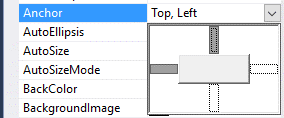 Anchor Top, Left
AutoEllipsis
AutoSize
AutoSizeMode
BackColor
BackgroundImage